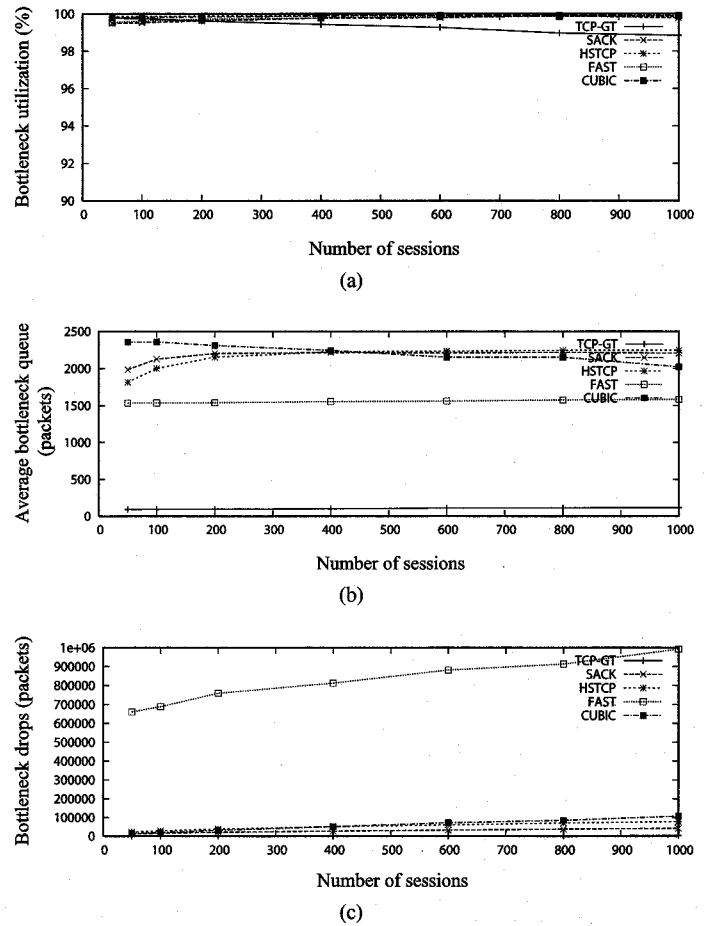 Bottleneck utilization (%)
100
98
96
94
92
90
0 100 200 300 400 500 600 700 800 900 1000
TCP-GT
SACK
HSTCP
FAST
CUBIC
Number of sessions
(a)
Average bottleneck queue
(packets)
2500
2000
1500
1000
500
0
0 100 200 300 400 500 600 700 800 900 1000
TCP-GT
SACK
HSTCP
FAST
CUBIC
Number of sessions
(b)
Bottleneck drops (packets)
1e+06
900000
800000
700000
600000
500000
400000
300000
200000
100000
0
0 100 200 300 400 500 600 700 800 900 1000
TCP-GT
SACK
HSTCP
FAST
CUBIC
Number of sessions
(c)